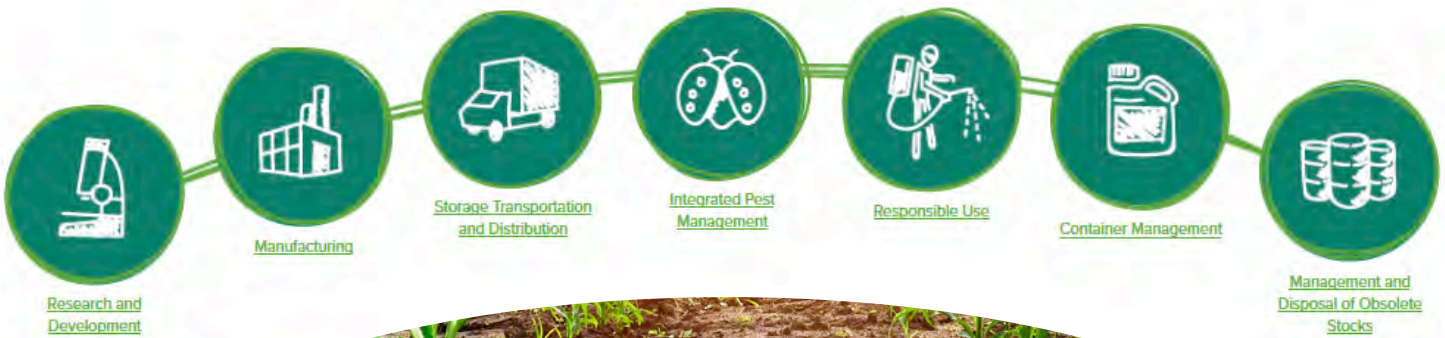 Research and
Development
Manufacturing
Storage Transportation
and Distribution
Integrated Pest
Management
Responsible Use
Container Management
Management and
Disposal of Obsolete
Stocks